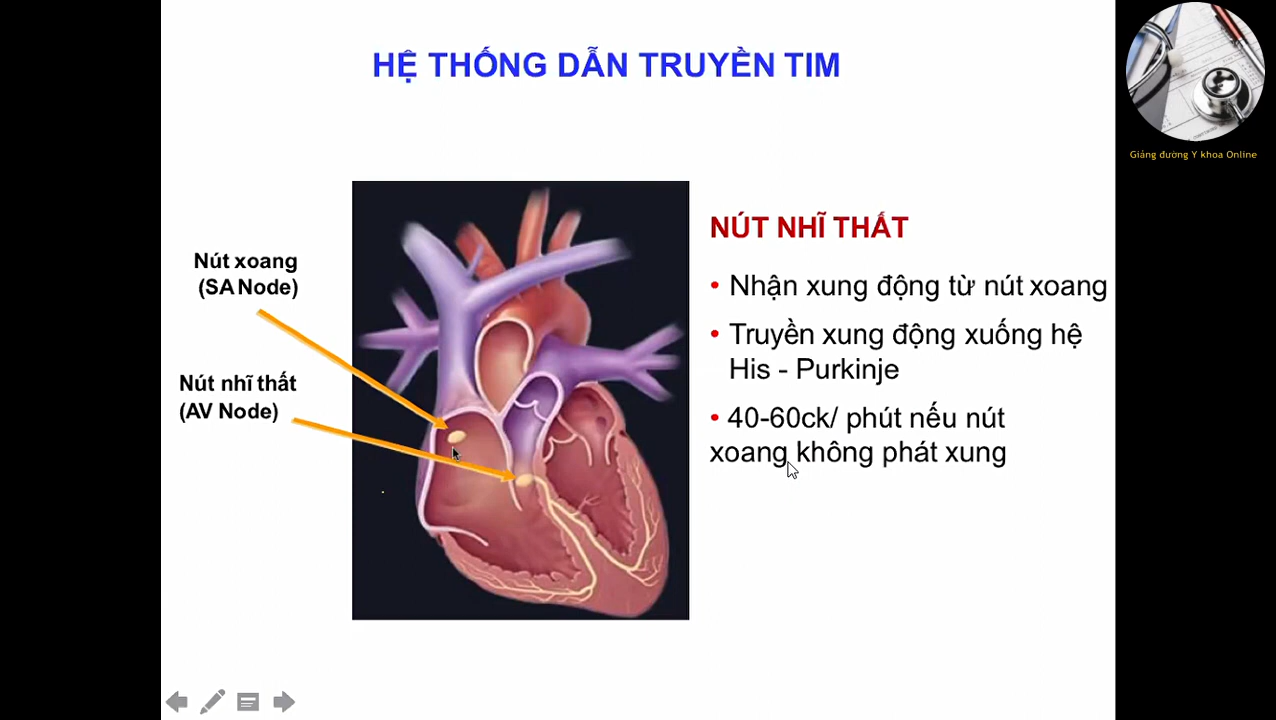 HỆ THỐNG DẪN TRUYỀN TIM
Giảng đường Y khoa Online
Nút xoang
(SA Node)
Nút nhĩ thất
(AV Node)
NÚT NHĨ THẤT
• Nhận xung động từ nút xoang
• Truyền xung động xuống hệ
His - Purkinje
• 40-60ck/ phút nếu nút
xoang không phát xung